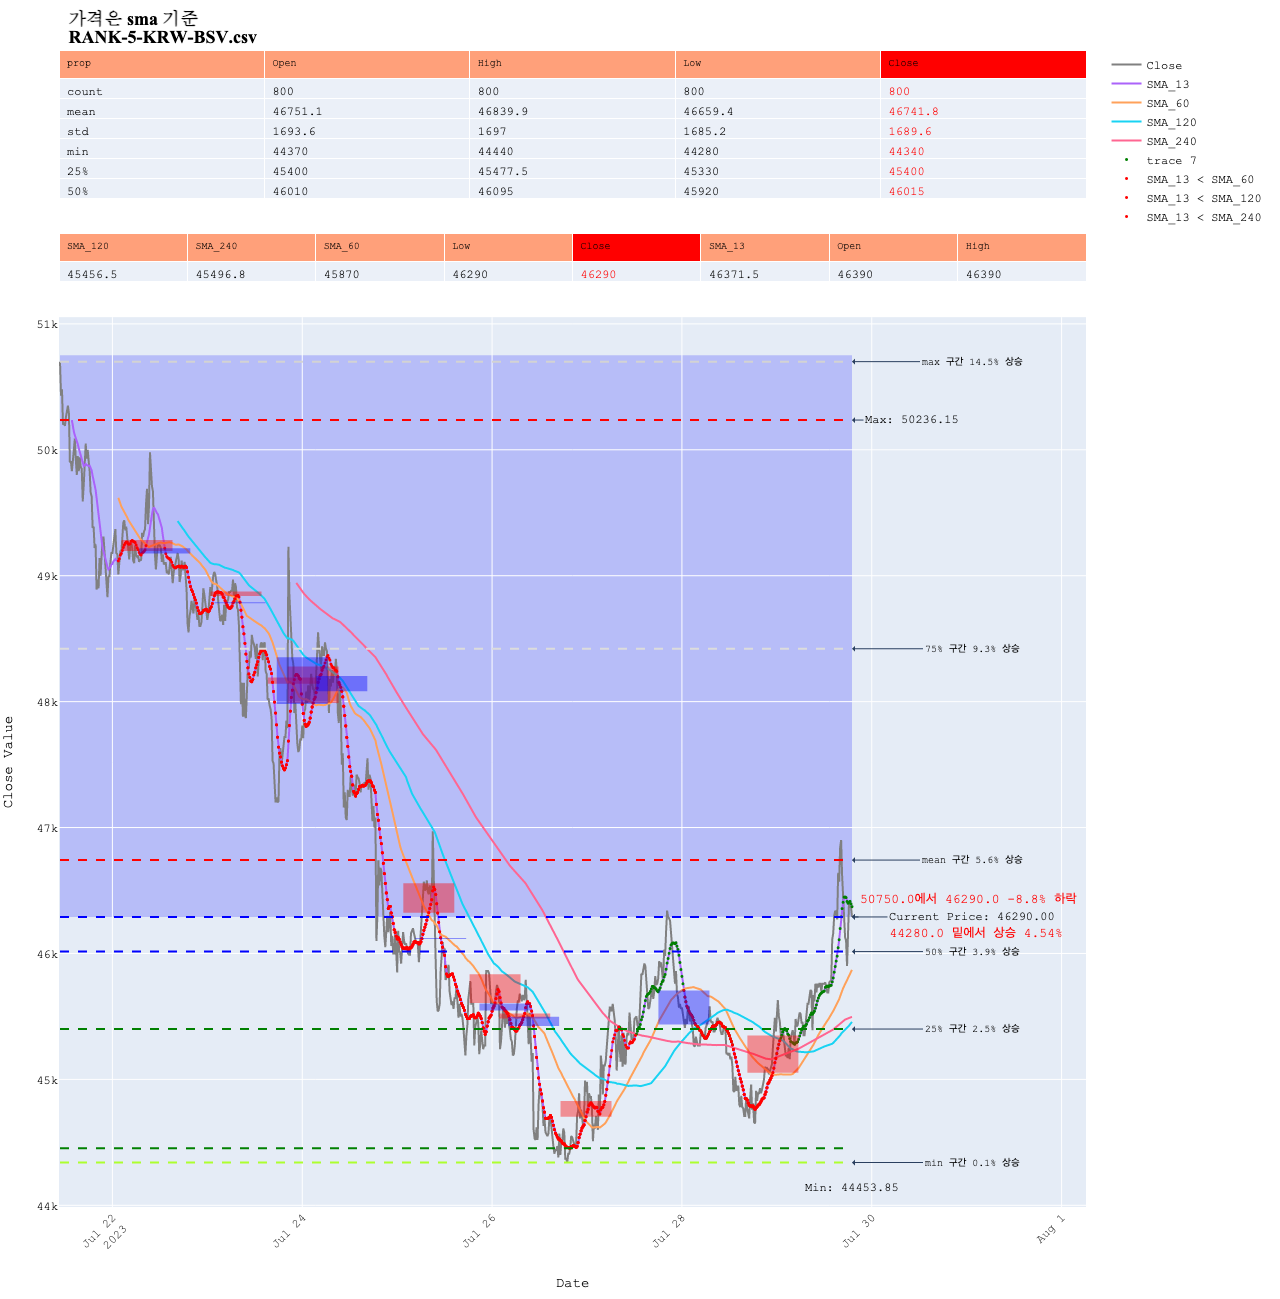 가격은 sma 기준
RANK-5-KRW-BSV.csv
prop Open High Low Close
count 800 800 800 800
mean 46751.1 46839.9 46659.4 46741.8
std 1693.6 1697 1685.2 1689.6
min 44370 44440 44280 44340
25% 45400 45477.5 45330 45400
50% 46010 46095 45920 46015
Close
SMA_13
SMA_60
SMA_120
SMA_240
trace 7
SMA_13 < SMA_60
SMA_13 < SMA_120
SMA_13 < SMA_240
SMA_120 SMA_240 SMA_60 Low Close SMA_13 Open High
45456.5 45496.8 45870 46290 46290 46371.5 46390 46390
51k
50k
49k
48k
47k
46k
45k
44k
Close Value
max 구간 14.5% 상승
Max: 50236.15
75% 구간 9.3% 상승
mean 구간 5.6% 상승
50750.0에서 46290.0 -8.8% 하락
Current Price: 46290.00
44280.0 밑에서 상승 4.54%
50% 구간 3.9% 상승
25% 구간 2.5% 상승
min 구간 0.1% 상승
Min: 44453.85
Jul 22
2023
Jul 24
Jul 26
Jul 28
Jul 30
Aug 1
Date